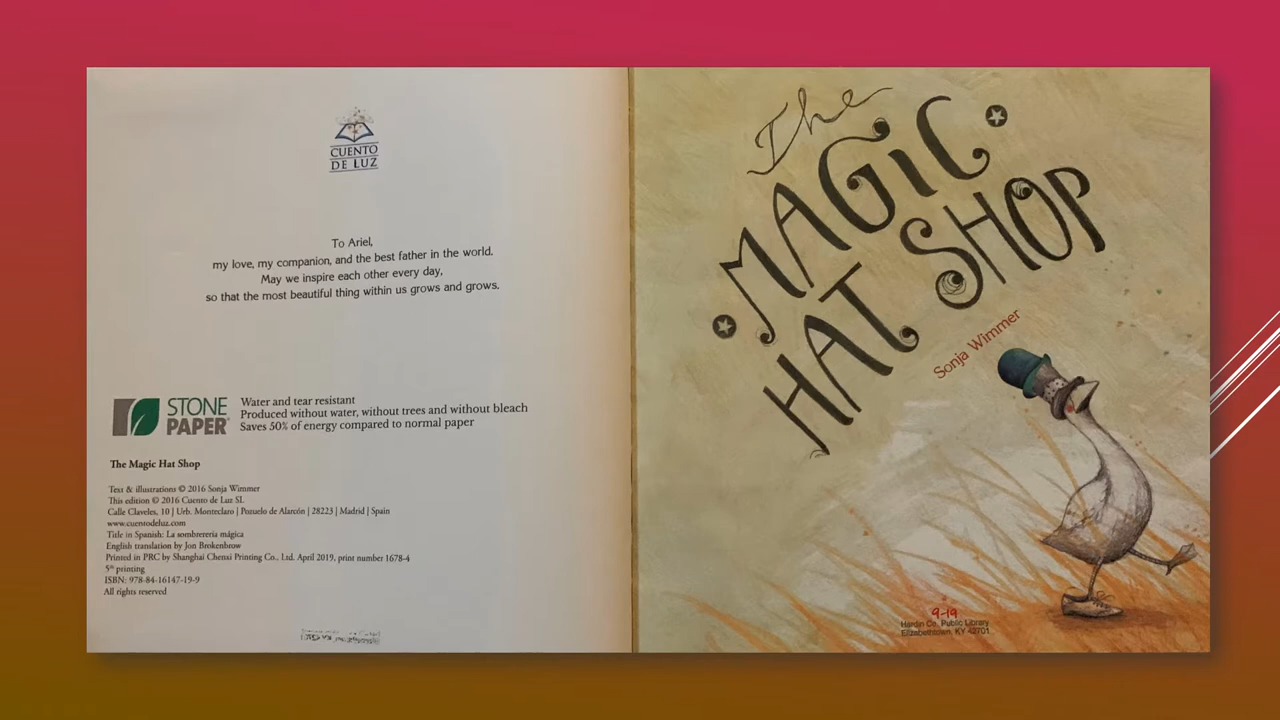 CUENTO
DE LUZ
To Ariel,
my love, my companion, and the best father in the world.
May we inspire each other every day,
so that the most beautiful thing within us grows and grows.
STONE
PAPER
Water and tear resistant
Produced without water, without trees and without bleach
Saves 50% of energy compared to normal paper
The Magic Hat Shop
Text & illustrations © 2016 Sonja Wimmer
This edition © 2016 Cuento de Luz SL
Calle Claveles, 10 | Urb. Monteclaro | Pozuelo de Alarcón | 28223 | Madrid | Spain
www.cuentodeluz.com
Title in Spanish: La sombrerería mágica
English translation by Jon Brokenbrow
Printed in PRC by Shanghai Chenxi Printing Co., Ltd. April 2019, print number 1678-4
5th printing
ISBN: 978-84-16147-19-9
All rights reserved
The
MAGiC
HAT SHOP
Sonja Wimmer
9-19
Hardin Co. Public Library
Elizabethtown, KY 42701